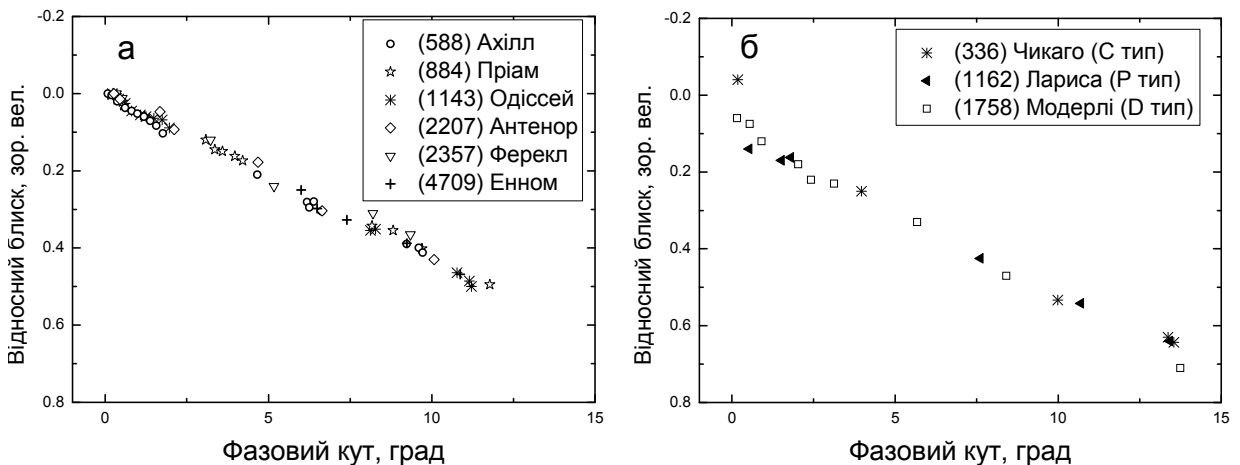 а
(588) Ахілл
(884) Пріам
(1143) Одіссей
(2207) Антенор
(2357) Ферекл
(4709) Енном
-0.2
0.0
0.2
0.4
0.6
0.8
0
5
10
15
Відносний блиск, зор. вел.
Фазовий кут, град
б
(336) Чикаго (С тип)
(1162) Лариса (Р тип)
(1758) Модерлі (D тип)
-0.2
0.0
0.2
0.4
0.6
0.8
0
5
10
15
Відносний блиск, зор. вел.
Фазовий кут, град